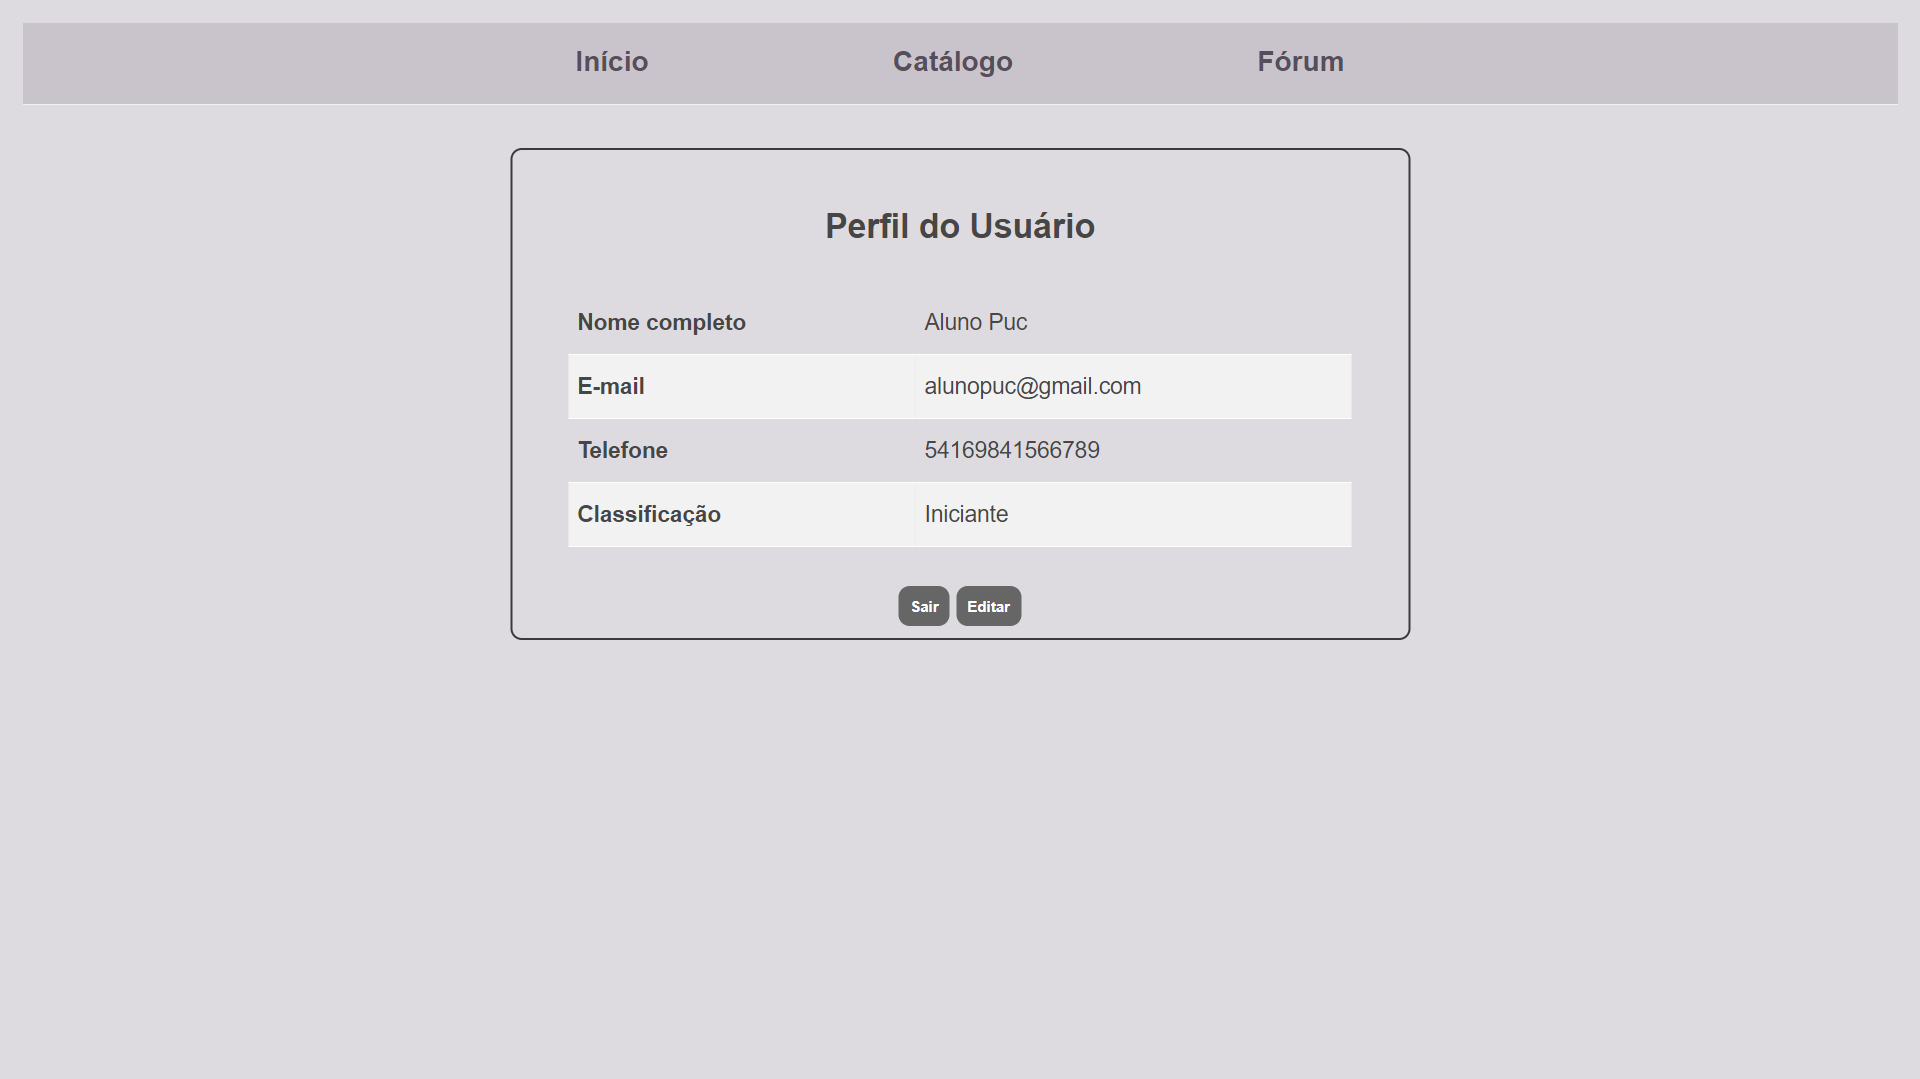 Início Catálogo Fórum
Perfil do Usuário
Nome completo Aluno Puc
E-mail alunopuc@gmail.com
Telefone 54169841566789
Classificação Iniciante
Sair Editar